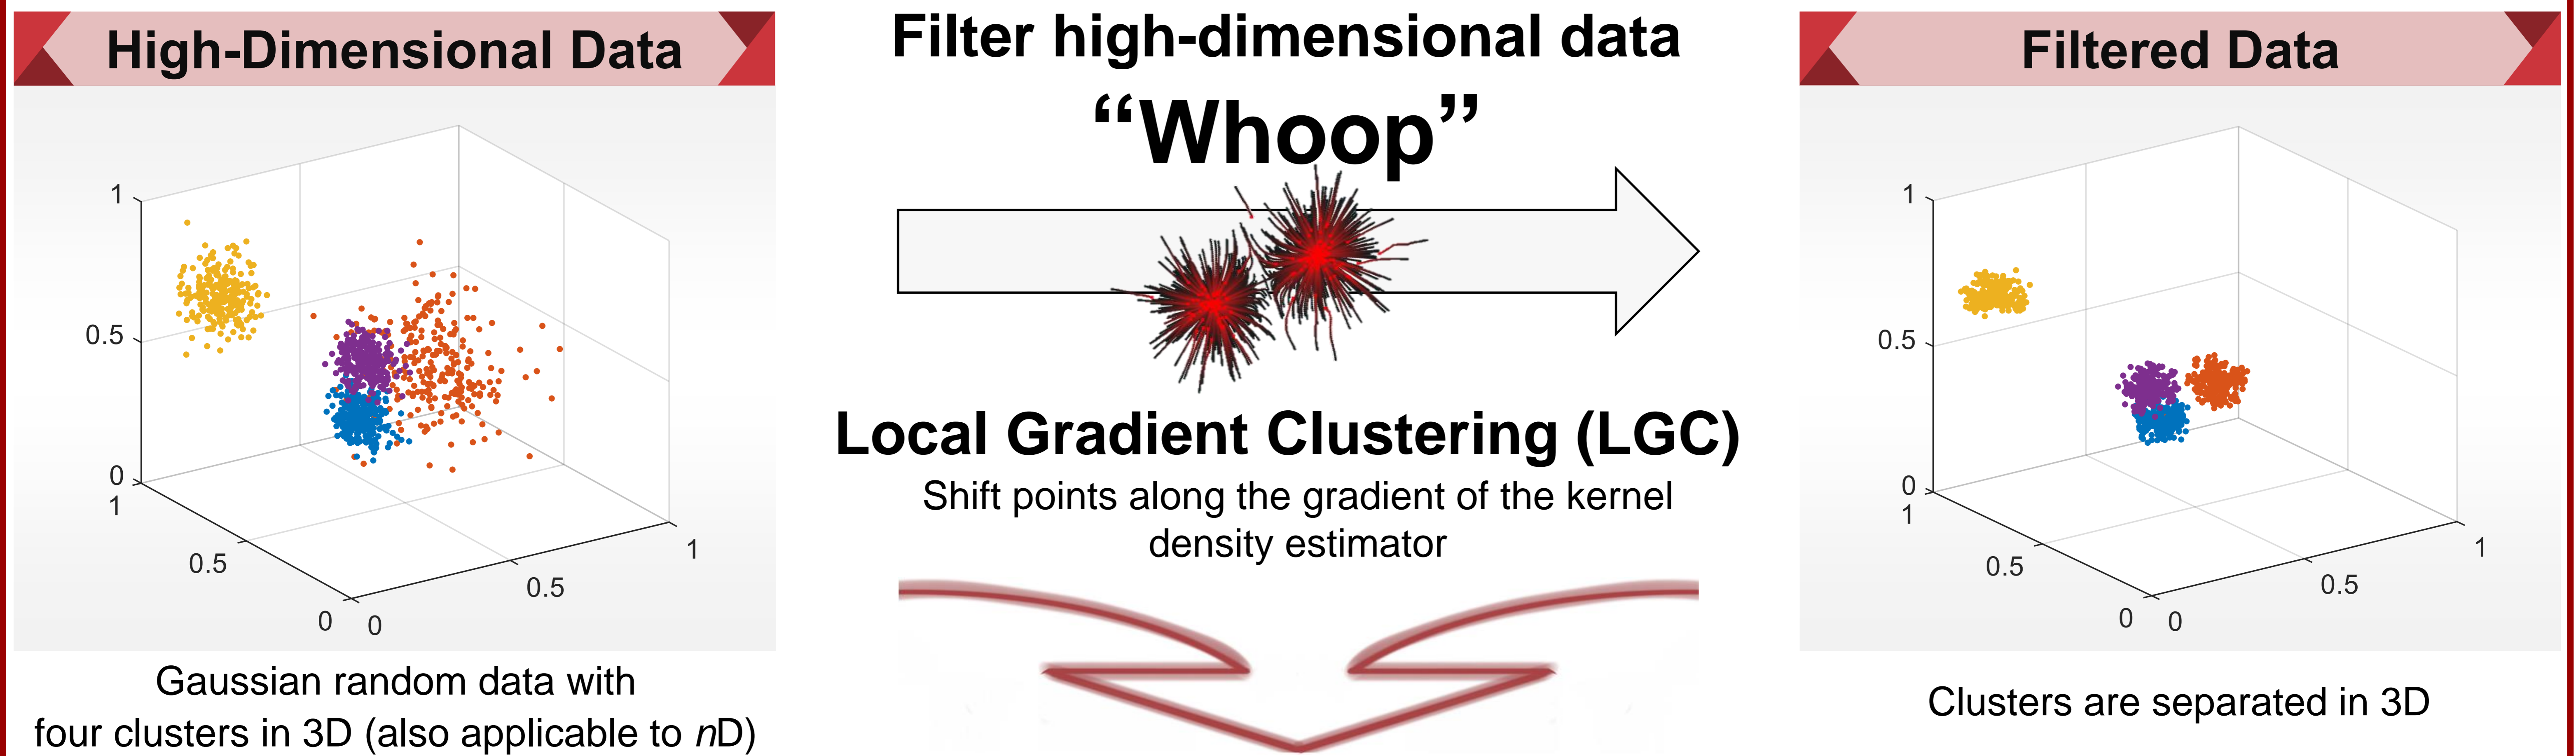 High-Dimensional Data
1
0.5
0
1
0.5
0
0
0.5
1
Gaussian random data with
four clusters in 3D (also applicable to nD)
Filter high-dimensional data
“Whoop”
Local Gradient Clustering (LGC)
Shift points along the gradient of the kernel
density estimator
Filtered Data
1
0.5
0
1
0.5
0
0
0.5
1
Clusters are separated in 3D